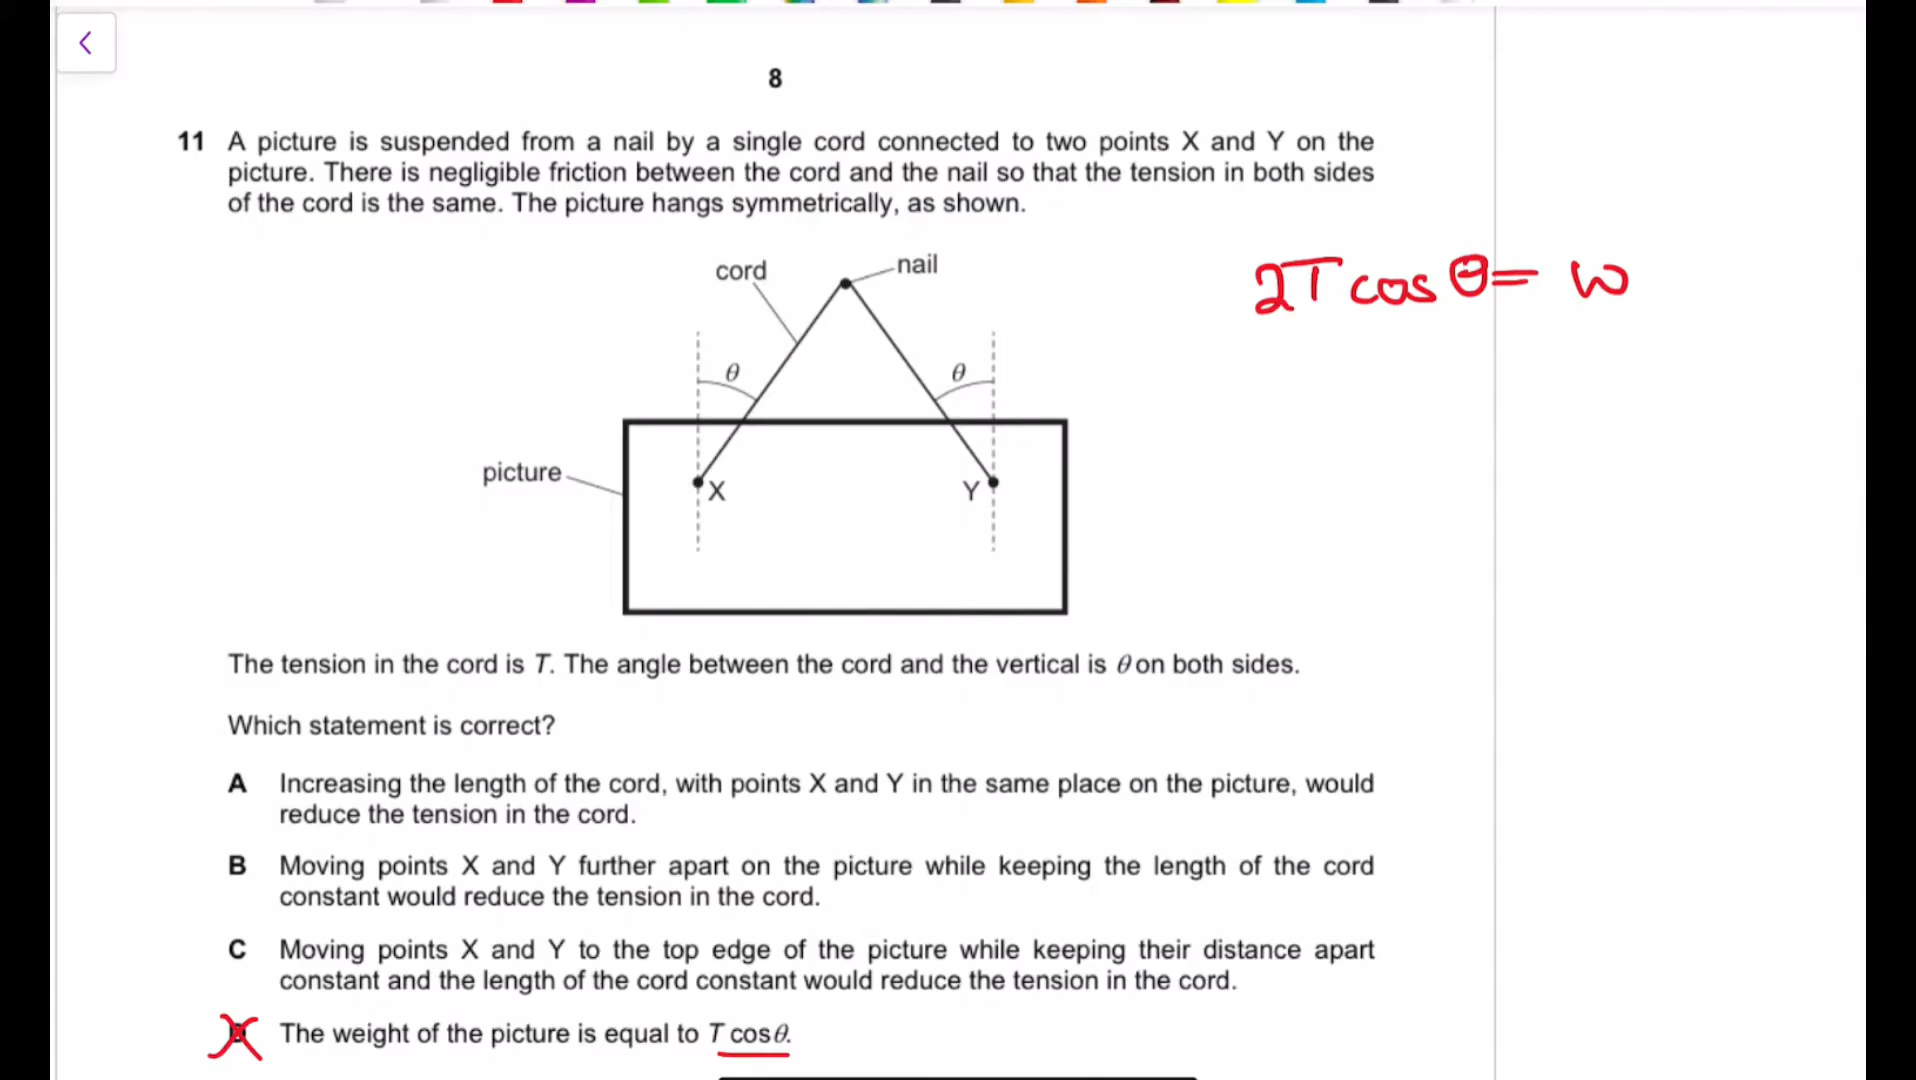 8
11 A picture is suspended from a nail by a single cord connected to two points X and Y on the
picture. There is negligible friction between the cord and the nail so that the tension in both sides
of the cord is the same. The picture hangs symmetrically, as shown.
cord
nail
2T cos θ = w
θ
θ
picture
X
Y
The tension in the cord is T. The angle between the cord and the vertical is θ on both sides.
Which statement is correct?
A Increasing the length of the cord, with points X and Y in the same place on the picture, would
reduce the tension in the cord.
B Moving points X and Y further apart on the picture while keeping the length of the cord
constant would reduce the tension in the cord.
C Moving points X and Y to the top edge of the picture while keeping their distance apart
constant and the length of the cord constant would reduce the tension in the cord.
The weight of the picture is equal to T cosθ.